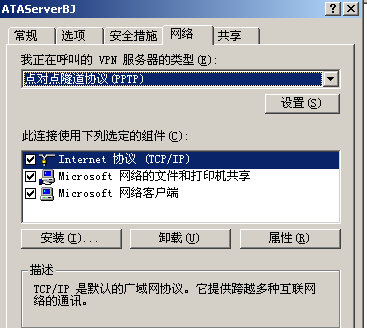 ATAServerBJ
常规 选项 安全措施 网络 共享
我正在呼叫的 VPN 服务器的类型(E):
点对点隧道协议(PPTP)
设置(S)
此连接使用下列选定的组件(C):
Internet 协议 (TCP/IP)
Microsoft 网络的文件和打印机共享
Microsoft 网络客户端
安装(I)... 卸载(U) 属性(R)
描述
TCP/IP 是默认的广域网协议。它提供跨越多种互联网
络的通讯。